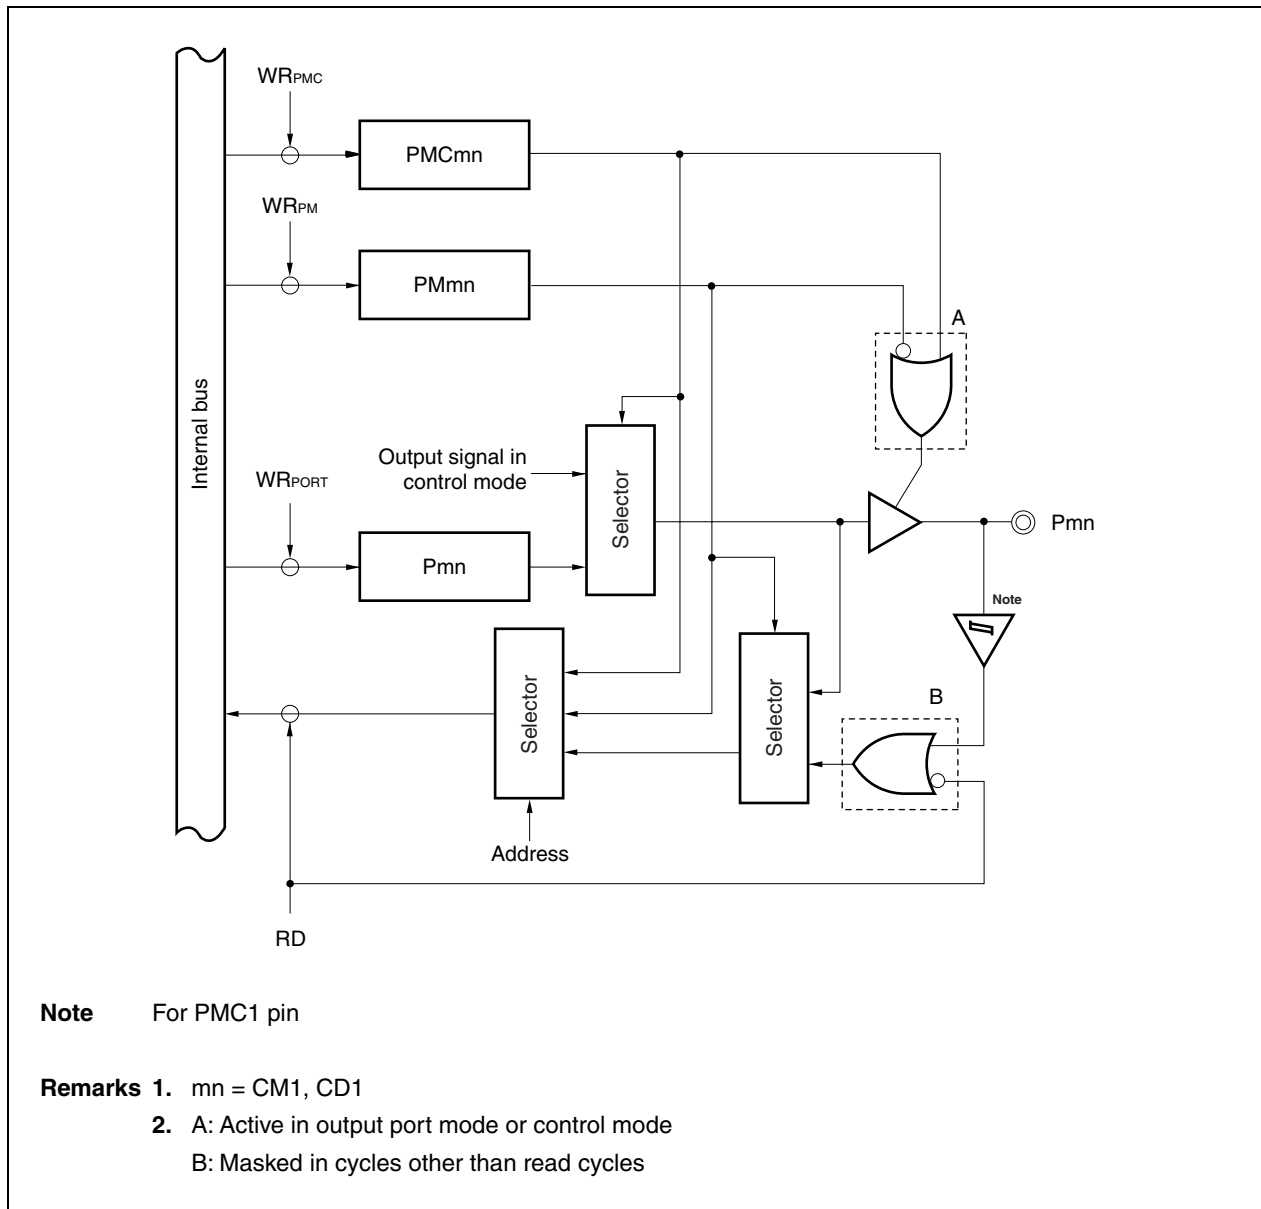 WRPMC
PMCmn
WRPM
PMmn
A
Internal bus
Output signal in
control mode
Selector
WRPORT
Pmn
Pmn
Note
Selector
Selector
B
Address
RD
Note For PMC1 pin
Remarks 1. mn = CM1, CD1
2. A: Active in output port mode or control mode
B: Masked in cycles other than read cycles